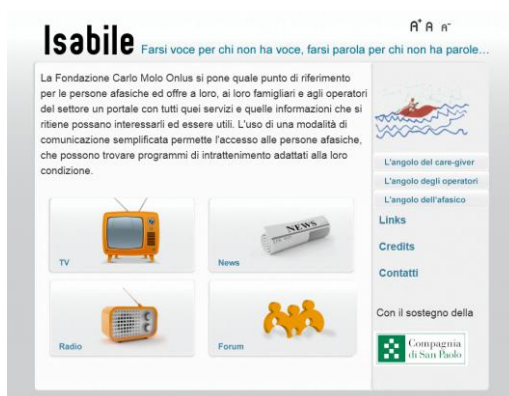 A+ A A-
Isabile Farsi voce per chi non ha voce, farsi parola per chi non ha parole...
La Fondazione Carlo Molo Onlus si pone quale punto di riferimento
per le persone afasiche ed offre a loro, ai loro famigliari e agli operatori
del settore un portale con tutti quei servizi e quelle informazioni che si
ritiene possano interessarli ed essere utili. L'uso di una modalità di
comunicazione semplificata permette l'accesso alle persone afasiche,
che possono trovare programmi di intrattenimento adattati alla loro
condizione.
TV
NEWS
News
Radio
Forum
L'angolo del care-giver
L'angolo degli operatori
L'angolo dell'afasico
Links
Credits
Contatti
Con il sostegno della
Compagnia
di San Paolo